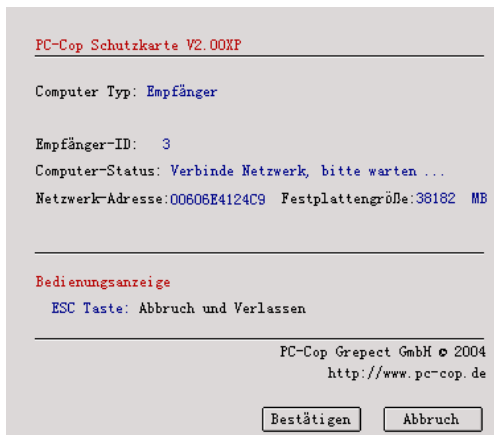 PC-Cop Schutzkarte V2.00XP
Computer Typ: Empfänger
Empfänger-ID: 3
Computer-Status: Verbinde Netzwerk, bitte warten ...
Netzwerk-Adresse:00606E4124C9 Festplattengröße:38182 MB
Bedienungsanzeige
ESC Taste: Abbruch und Verlassen
PC-Cop Grepect GmbH © 2004
http://www.pc-cop.de
Bestätigen Abbruch